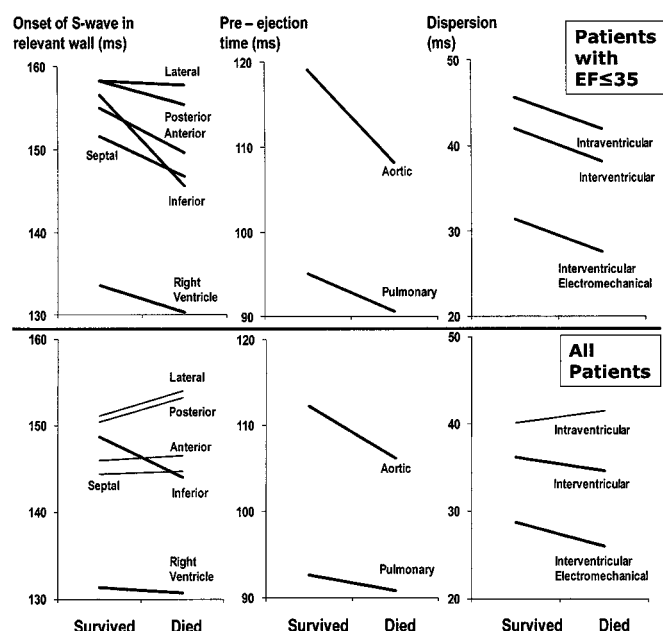 Onset of S-wave in
relevant wall (ms)
Pre – ejection
time (ms)
Dispersion
(ms)
Patients
with
EF≤35
160
150
140
130
Lateral
Posterior
Anterior
Septal
Inferior
Right
Ventricle
120
110
100
90
Aortic
Pulmonary
50
40
30
20
Intraventricular
Interventricular
Interventricular
Electromechanical
All
Patients
160
150
140
130
Lateral
Posterior
Anterior
Septal
Inferior
Right
Ventricle
120
110
100
90
Aortic
Pulmonary
50
40
30
20
Intraventricular
Interventricular
Interventricular
Electromechanical
Survived Died
Survived Died
Survived Died